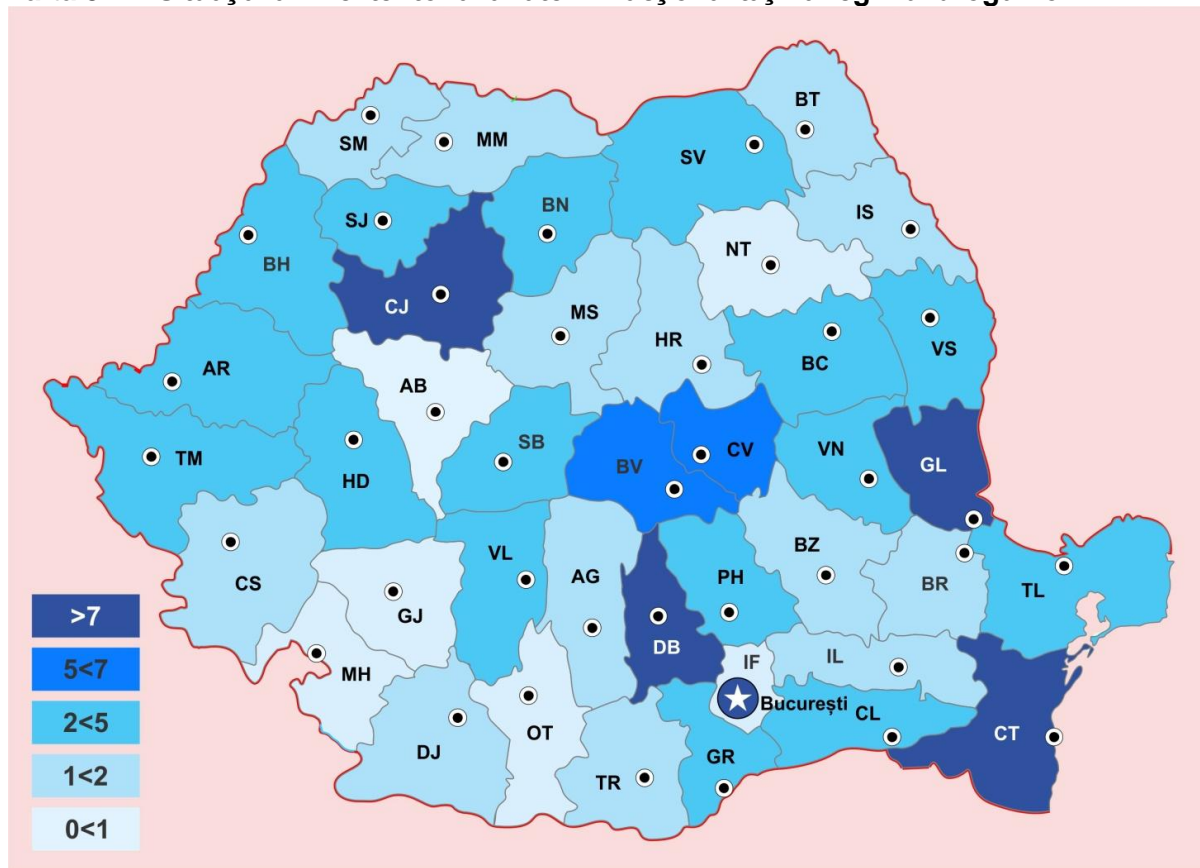 BT
SM
MM
SV
IS
SJ
BN
NT
BH
CJ
MS
HR
BC
VS
AR
AB
SB
BV
CV
VN
GL
TM
HD
CS
VL
AG
PH
BZ
BR
TL
GJ
DB
IF
IL
MH
București
CL
OT
DJ
TR
GR
CT
>7
5<7
2<5
1<2
0<1